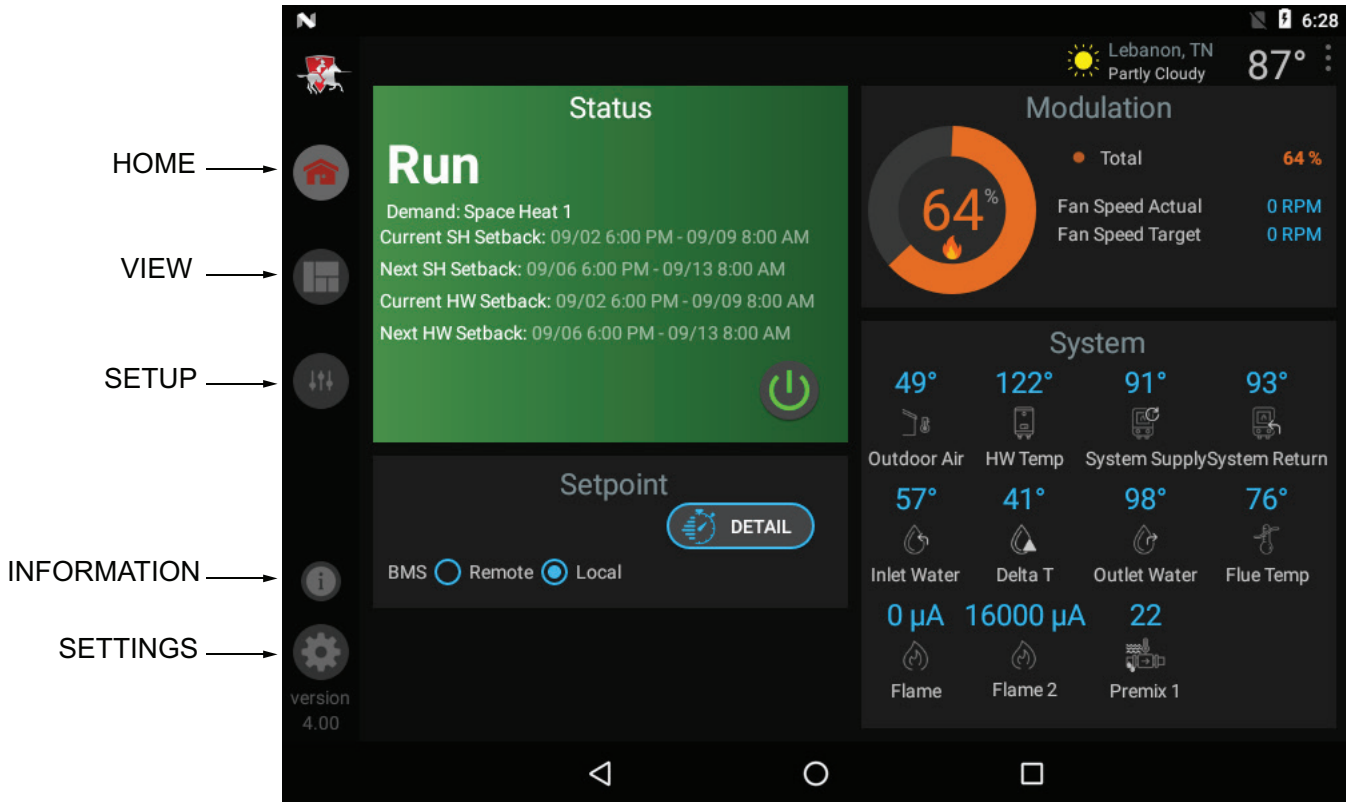 6:28
Lebanon, TN
Partly Cloudy
87°
HOME
VIEW
SETUP
INFORMATION
SETTINGS
version
4.00
Status
Run
Demand: Space Heat 1
Current SH Setback: 09/02 6:00 PM - 09/09 8:00 AM
Next SH Setback: 09/06 6:00 PM - 09/13 8:00 AM
Current HW Setback: 09/02 6:00 PM - 09/09 8:00 AM
Next HW Setback: 09/06 6:00 PM - 09/13 8:00 AM
Setpoint
DETAIL
BMS Remote Local
Modulation
64%
Total 64 %
Fan Speed Actual 0 RPM
Fan Speed Target 0 RPM
System
49° 122° 91° 93°
Outdoor Air HW Temp System Supply System Return
57° 41° 98° 76°
Inlet Water Delta T Outlet Water Flue Temp
0 µA 16000 µA 22
Flame Flame 2 Premix 1